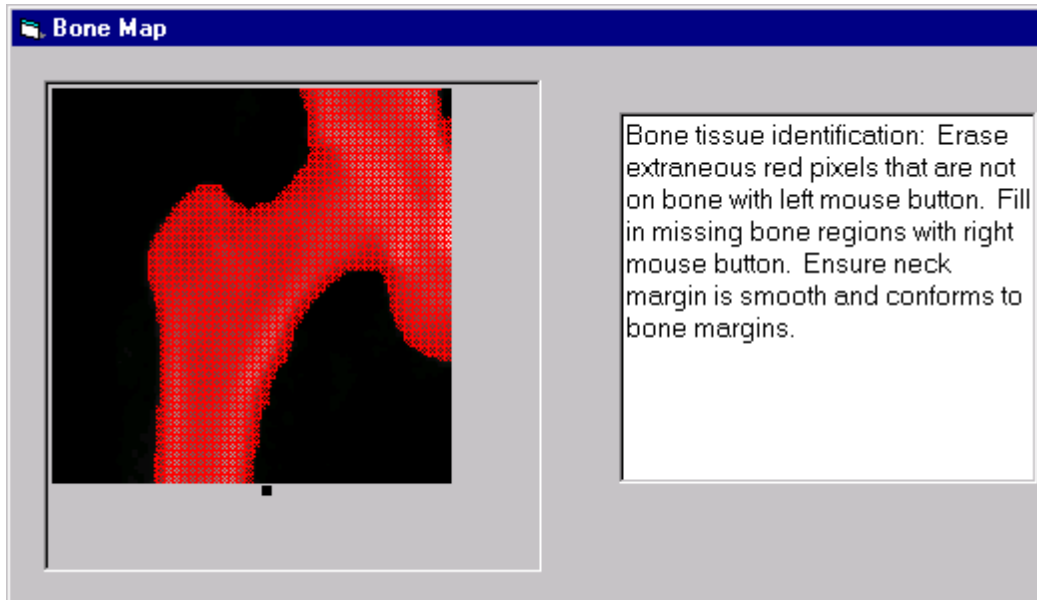 Bone Map
Bone tissue identification:  Erase
extraneous red pixels that are not
on bone with left mouse button.  Fill
in missing bone regions with right
mouse button.  Ensure neck
margin is smooth and conforms to
bone margins.